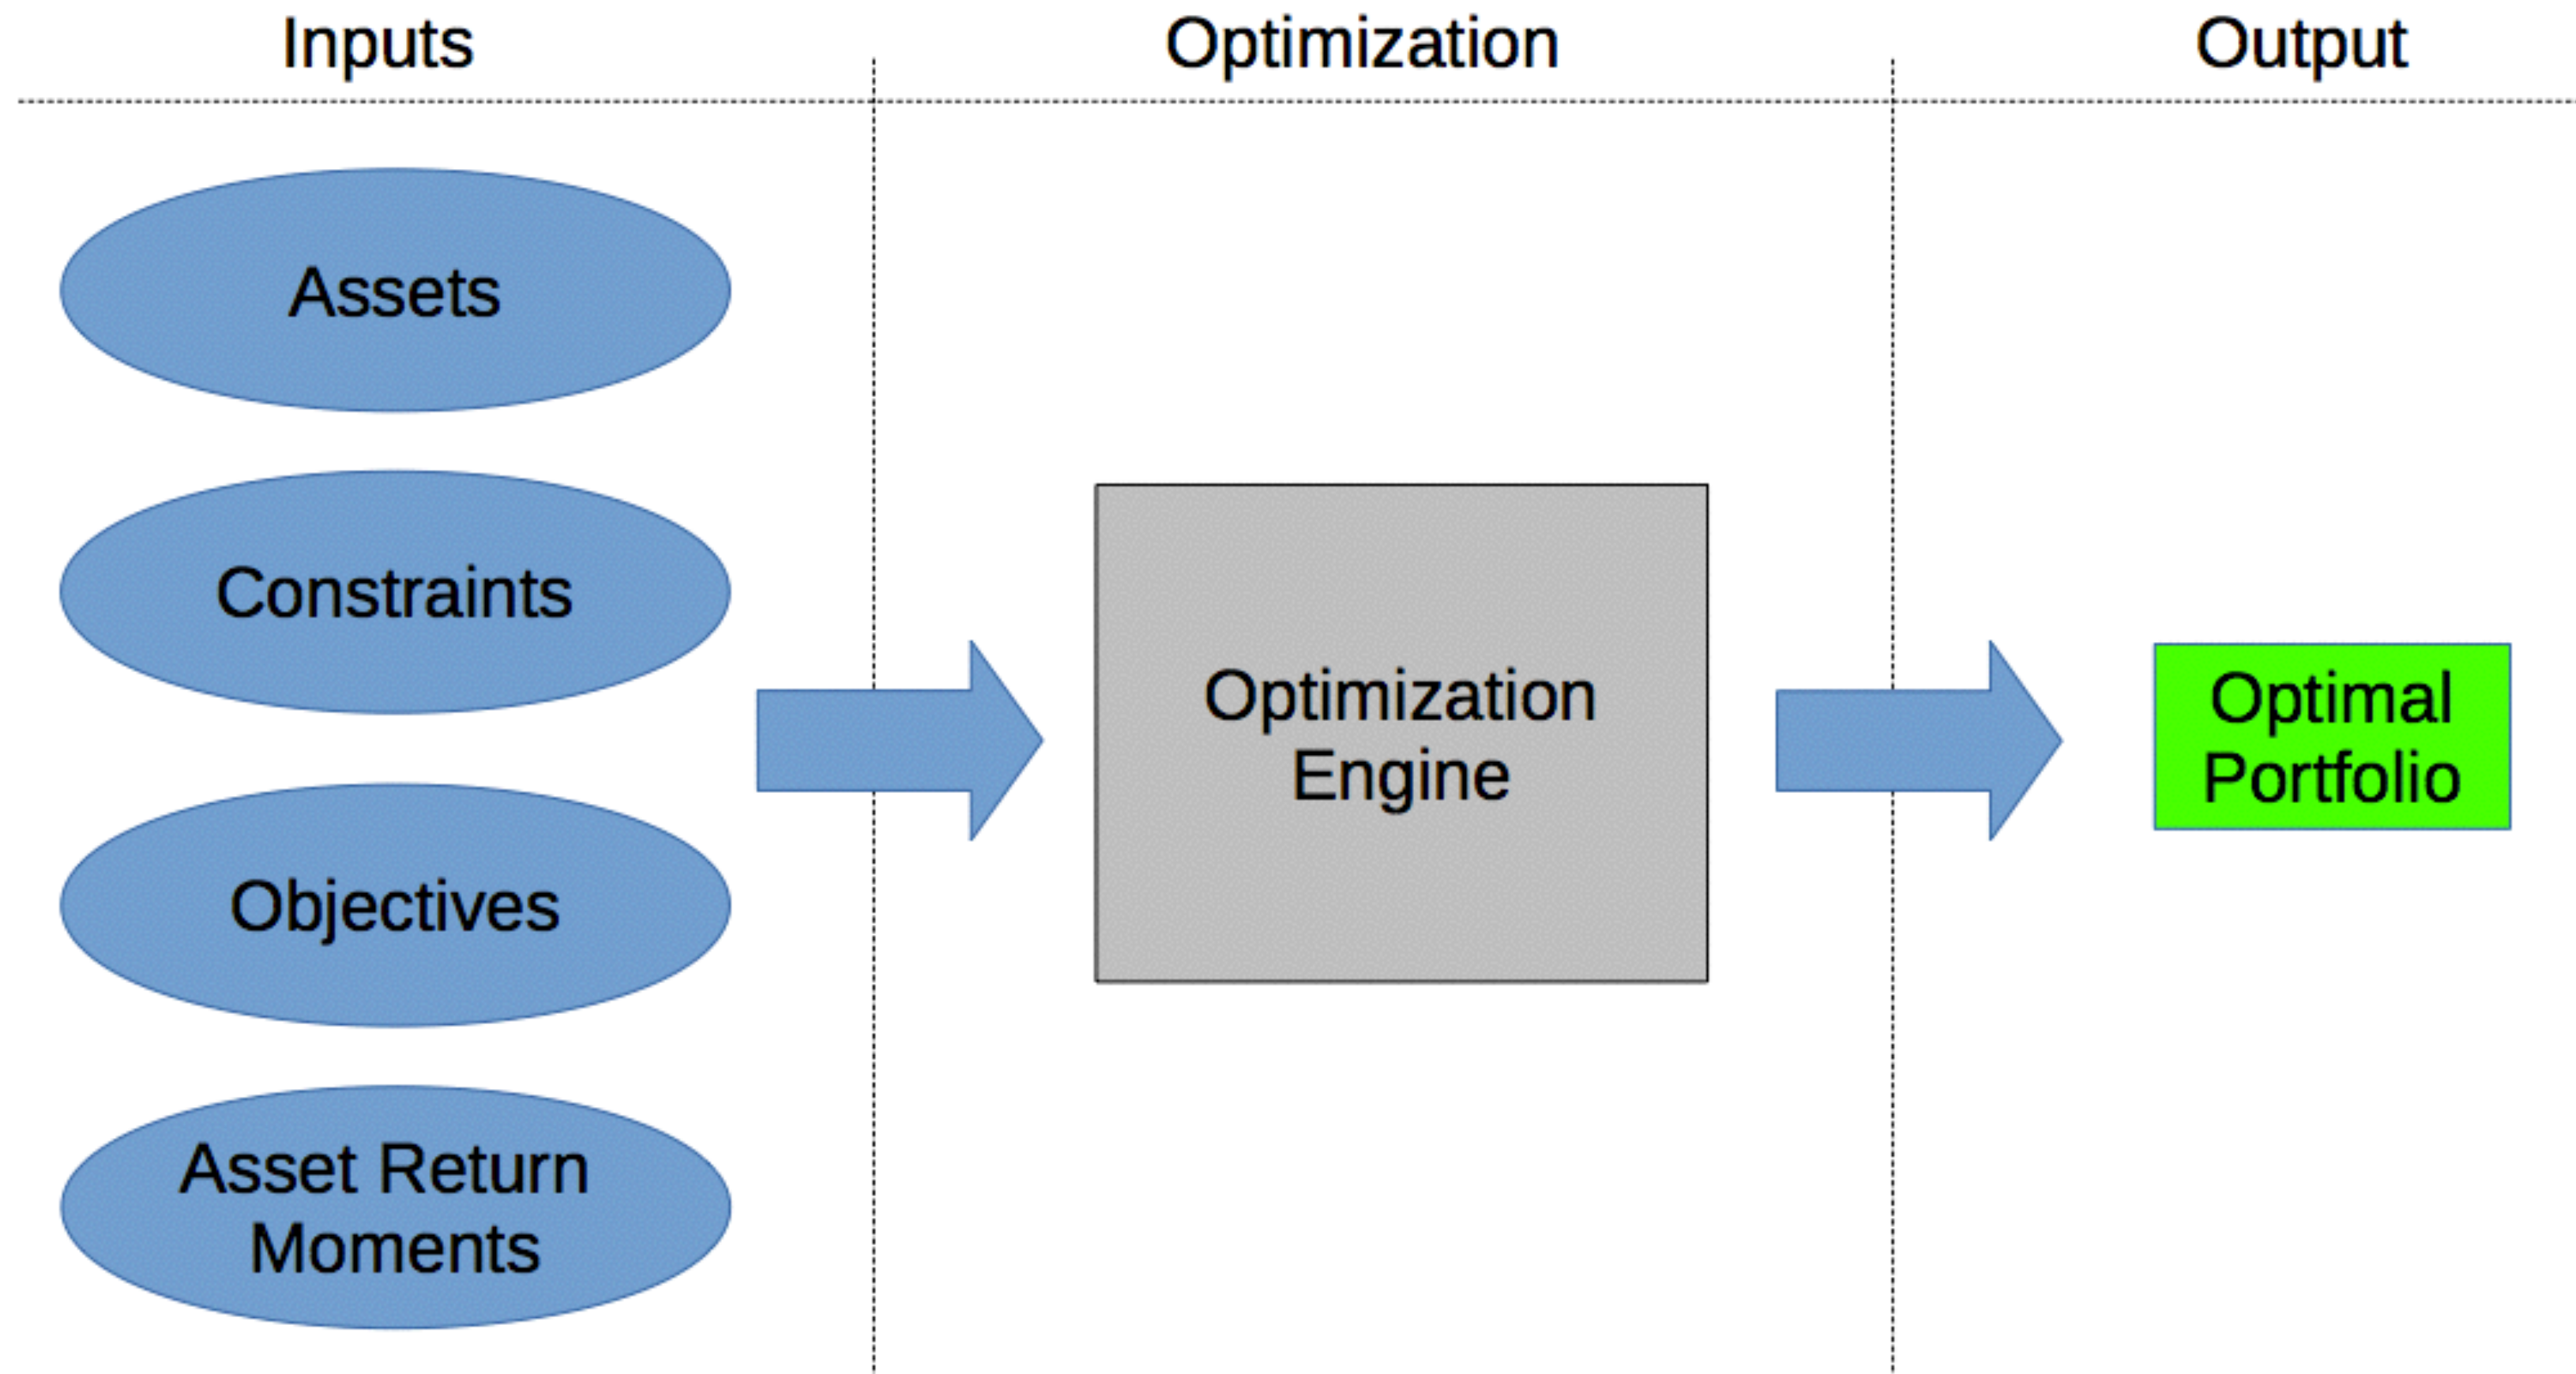 Inputs
Optimization
Output
Assets
Constraints
Objectives
Asset Return
Moments
Optimization
Engine
Optimal
Portfolio